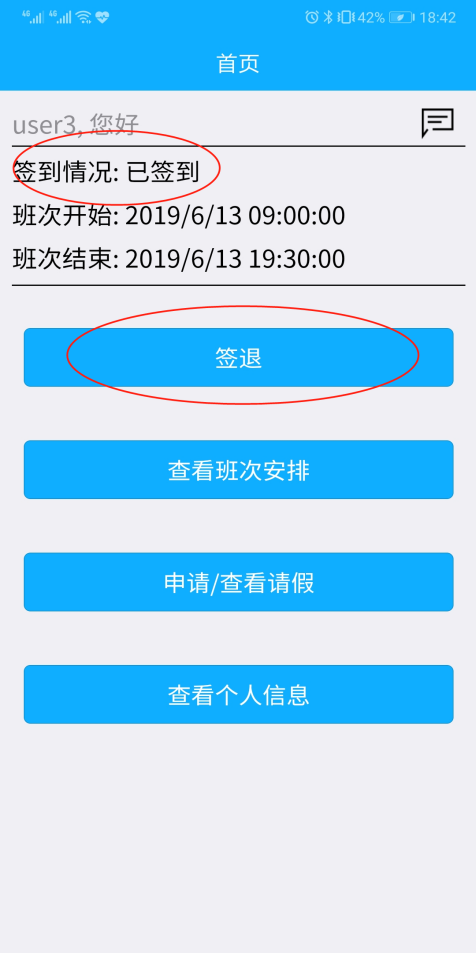 4G 4G 42% 18:42
首页
user3, 您好
签到情况: 已签到
班次开始: 2019/6/13 09:00:00
班次结束: 2019/6/13 19:30:00
签退
查看班次安排
申请/查看请假
查看个人信息